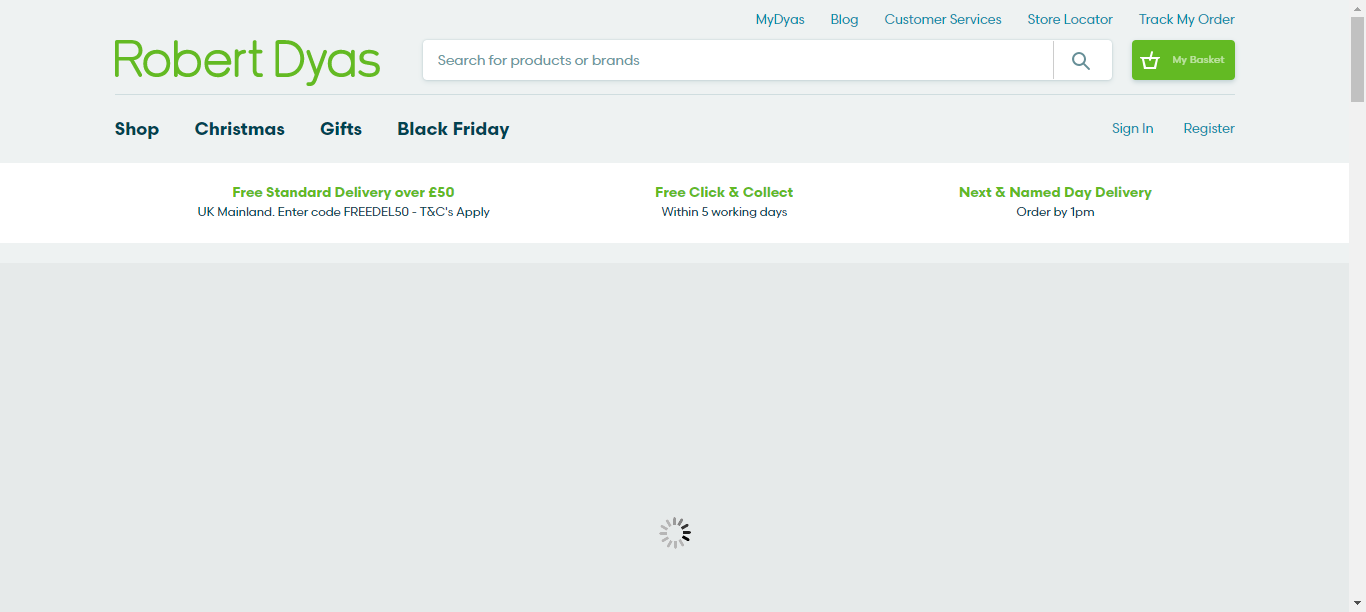 MyDyas Blog Customer Services Store Locator Track My Order
Robert Dyas
Search for products or brands
My Basket
Shop Christmas Gifts Black Friday
Sign In Register
Free Standard Delivery over £50
UK Mainland. Enter code FREEDEL50 - T&C's Apply
Free Click & Collect
Within 5 working days
Next & Named Day Delivery
Order by 1pm